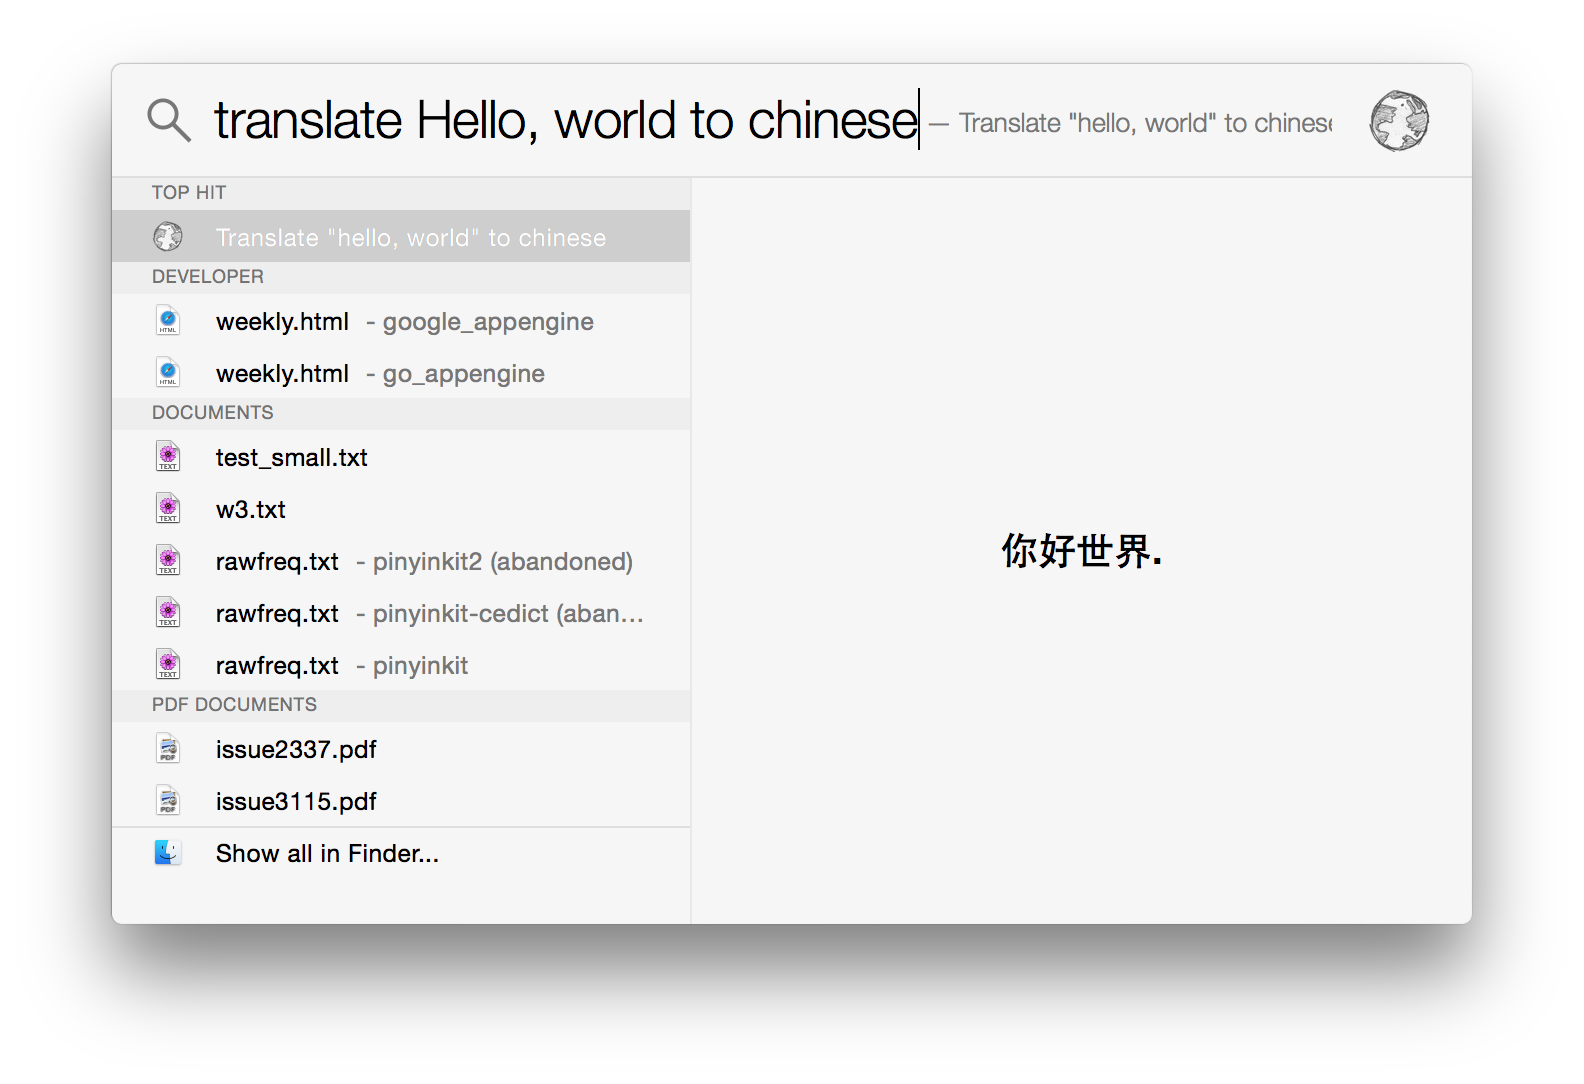 translate Hello, world to chinese — Translate "hello, world" to chinese
TOP HIT
Translate "hello, world" to chinese
DEVELOPER
weekly.html - google_appengine
weekly.html - go_appengine
DOCUMENTS
test_small.txt
w3.txt
rawfreq.txt - pinyinkit2 (abandoned)
rawfreq.txt - pinyinkit-cedict (aban...
rawfreq.txt - pinyinkit
PDF DOCUMENTS
issue2337.pdf
issue3115.pdf
Show all in Finder...
你好世界.